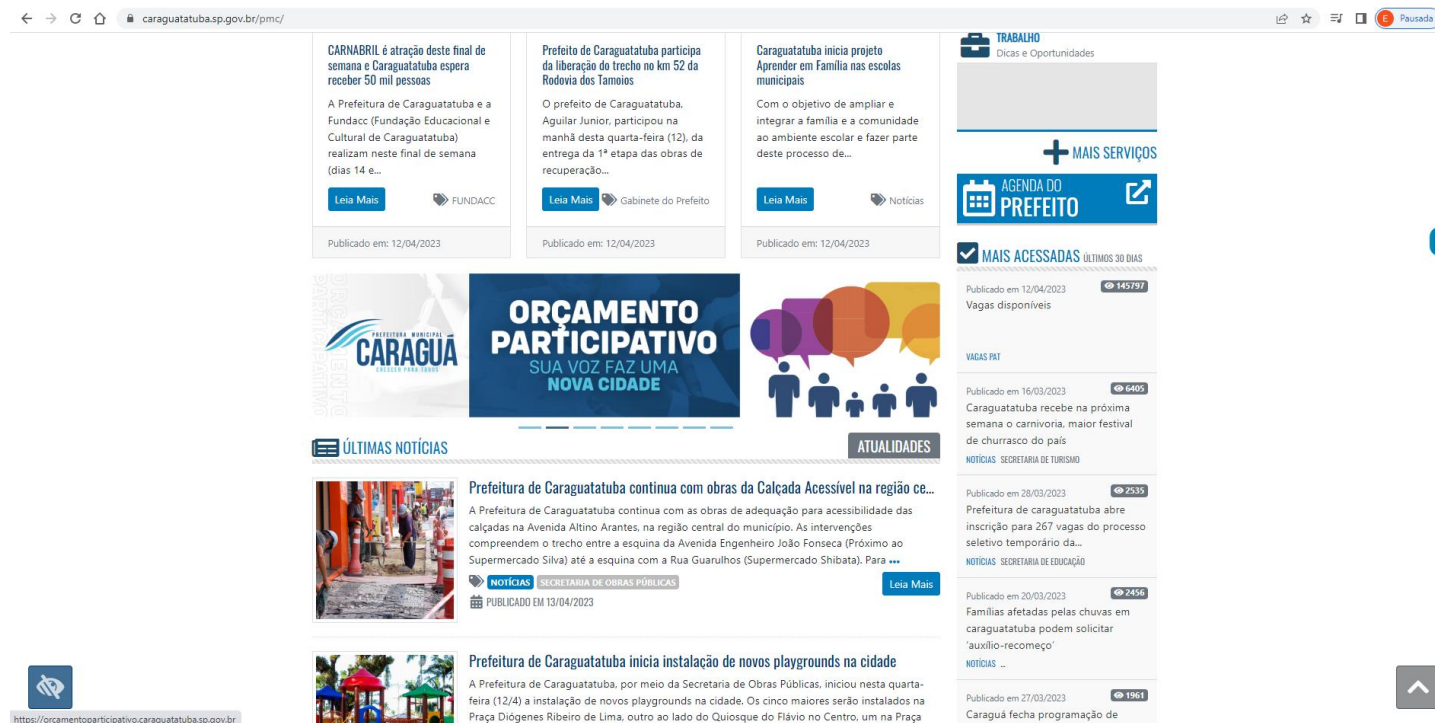 caraguatatuba.sp.gov.br/pmc/
E Pausada
CARNABRIL é atração deste final de
semana e Caraguatatuba espera
receber 50 mil pessoas
A Prefeitura de Caraguatatuba e a
Fundacc (Fundação Educacional e
Cultural de Caraguatatuba)
realizam neste final de semana
(dias 14 e...
Leia Mais
FUNDACC
Publicado em: 12/04/2023
Prefeito de Caraguatatuba participa
da liberação do trecho no km 52 da
Rodovia dos Tamoios
O prefeito de Caraguatatuba,
Aguilar Junior, participou na
manhã desta quarta-feira (12), da
entrega da 1ª etapa das obras de
recuperação...
Leia Mais
Gabinete do Prefeito
Publicado em: 12/04/2023
Caraguatatuba inicia projeto
Aprender em Família nas escolas
municipais
Com o objetivo de ampliar e
integrar a família e a comunidade
ao ambiente escolar e fazer parte
deste processo de...
Leia Mais
Notícias
Publicado em: 12/04/2023
PREFEITURA MUNICIPAL
CARAGUÁ
CRESCER PARA TODOS
ORÇAMENTO
PARTICIPATIVO
SUA VOZ FAZ UMA
NOVA CIDADE
ÚLTIMAS NOTÍCIAS
ATUALIDADES
Prefeitura de Caraguatatuba continua com obras da Calçada Acessível na região ce...
A Prefeitura de Caraguatatuba continua com as obras de adequação para acessibilidade das
calçadas na Avenida Altino Arantes, na região central do município. As intervenções
compreendem o trecho entre a esquina da Avenida Engenheiro João Fonseca (Próximo ao
Supermercado Silva) até a esquina com a Rua Guarulhos (Supermercado Shibata). Para •••
NOTÍCIAS SECRETARIA DE OBRAS PÚBLICAS
Leia Mais
PUBLICADO EM 13/04/2023
Prefeitura de Caraguatatuba inicia instalação de novos playgrounds na cidade
A Prefeitura de Caraguatatuba, por meio da Secretaria de Obras Públicas, iniciou nesta quarta-
feira (12/4) a instalação de novos playgrounds na cidade. Os cinco maiores serão instalados na
Praça Diógenes Ribeiro de Lima, outro ao lado do Quiosque do Flávio no Centro, um na Praça
TRABALHO
Dicas e Oportunidades
MAIS SERVIÇOS
AGENDA DO
PREFEITO
MAIS ACESSADAS ÚLTIMOS 30 DIAS
Publicado em 12/04/2023 145797
Vagas disponíveis
VAGAS PAT
Publicado em 16/03/2023 6405
Caraguatatuba recebe na próxima
semana o carnivoria, maior festival
de churrasco do país
NOTÍCIAS SECRETARIA DE TURISMO
Publicado em 28/03/2023 2535
Prefeitura de caraguatatuba abre
inscrição para 267 vagas do processo
seletivo temporário da...
NOTÍCIAS SECRETARIA DE EDUCAÇÃO
Publicado em 20/03/2023 2456
Famílias afetadas pelas chuvas em
caraguatatuba podem solicitar
'auxílio-recomeço'
NOTÍCIAS ..
Publicado em 27/03/2023 1961
Caraguá fecha programação de
https://orcamentoparticipativo.caraguatatuba.sp.gov.br